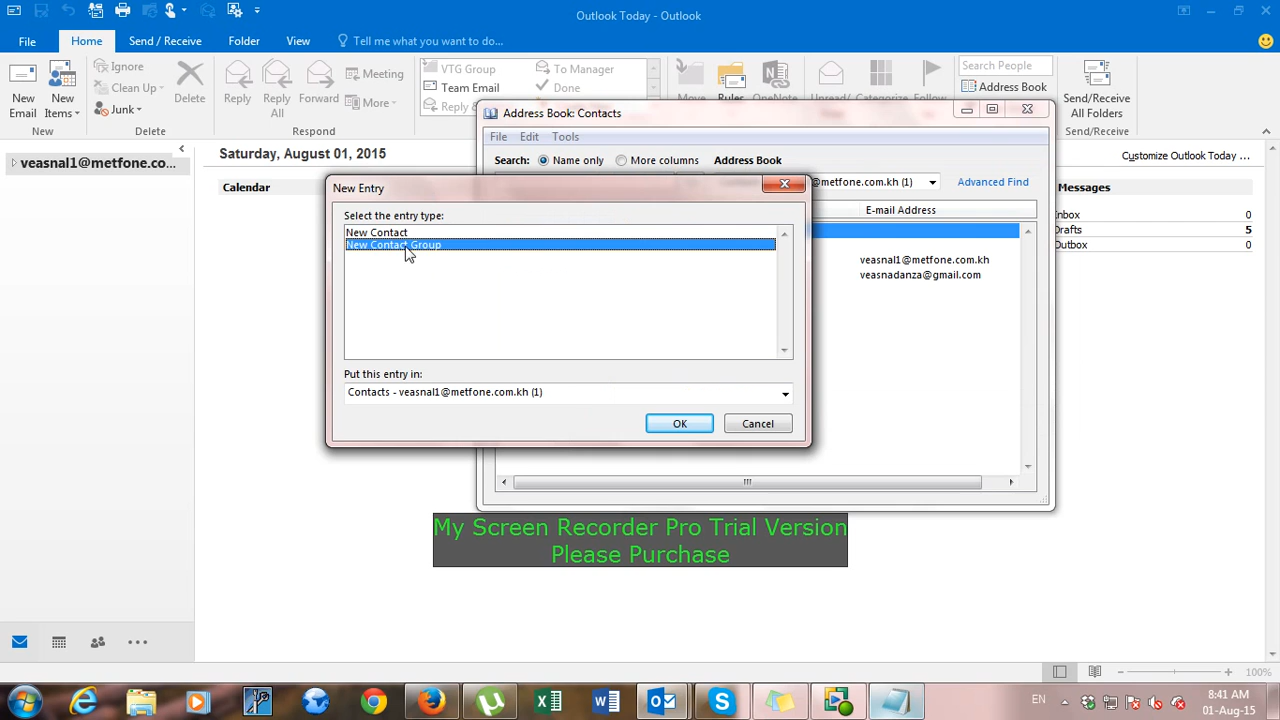 Outlook Today - Outlook
File
Home
Send / Receive
Folder
View
Tell me what you want to do...
New Email
New Items
New
Ignore
Clean Up
Junk
Delete
Delete
Reply
Reply All
Forward
Meeting
More
Respond
VTG Group
Team Email
Reply &
To Manager
Done
Move
Rules
OneNote
Unread/
Categorize
Follow
Search People
Address Book
Send/Receive All Folders
Send/Receive
veasnal1@metfone.co...
Saturday, August 01, 2015
Customize Outlook Today ...
Calendar
Messages
Inbox 0
Drafts 5
Outbox 0
Address Book: Contacts
File Edit Tools
Search:
Name only
More columns
Address Book
@metfone.com.kh (1)
Advanced Find
E-mail Address
veasnal1@metfone.com.kh
veasnadanza@gmail.com
New Entry
Select the entry type:
New Contact
New Contact Group
Put this entry in:
Contacts - veasnal1@metfone.com.kh (1)
OK
Cancel
My Screen Recorder Pro Trial Version
Please Purchase
100%
EN
8:41 AM
01-Aug-15